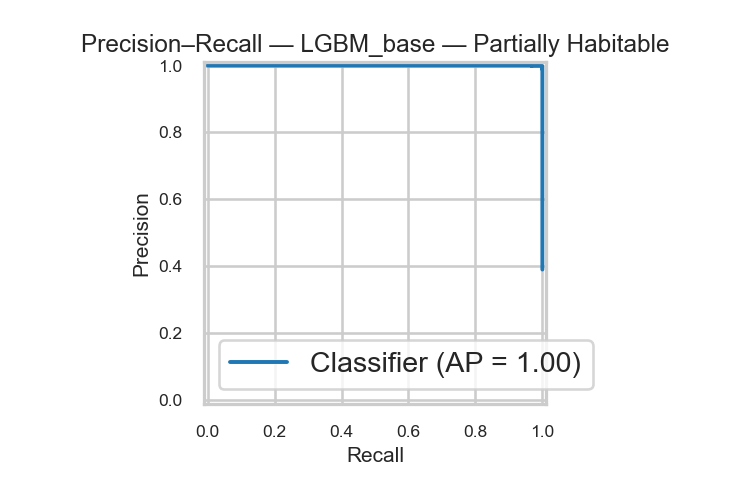 Precision–Recall — LGBM_base — Partially Habitable
1.0
0.8
0.6
0.4
0.2
0.0
Precision
Classifier (AP = 1.00)
0.0 0.2 0.4 0.6 0.8 1.0
Recall